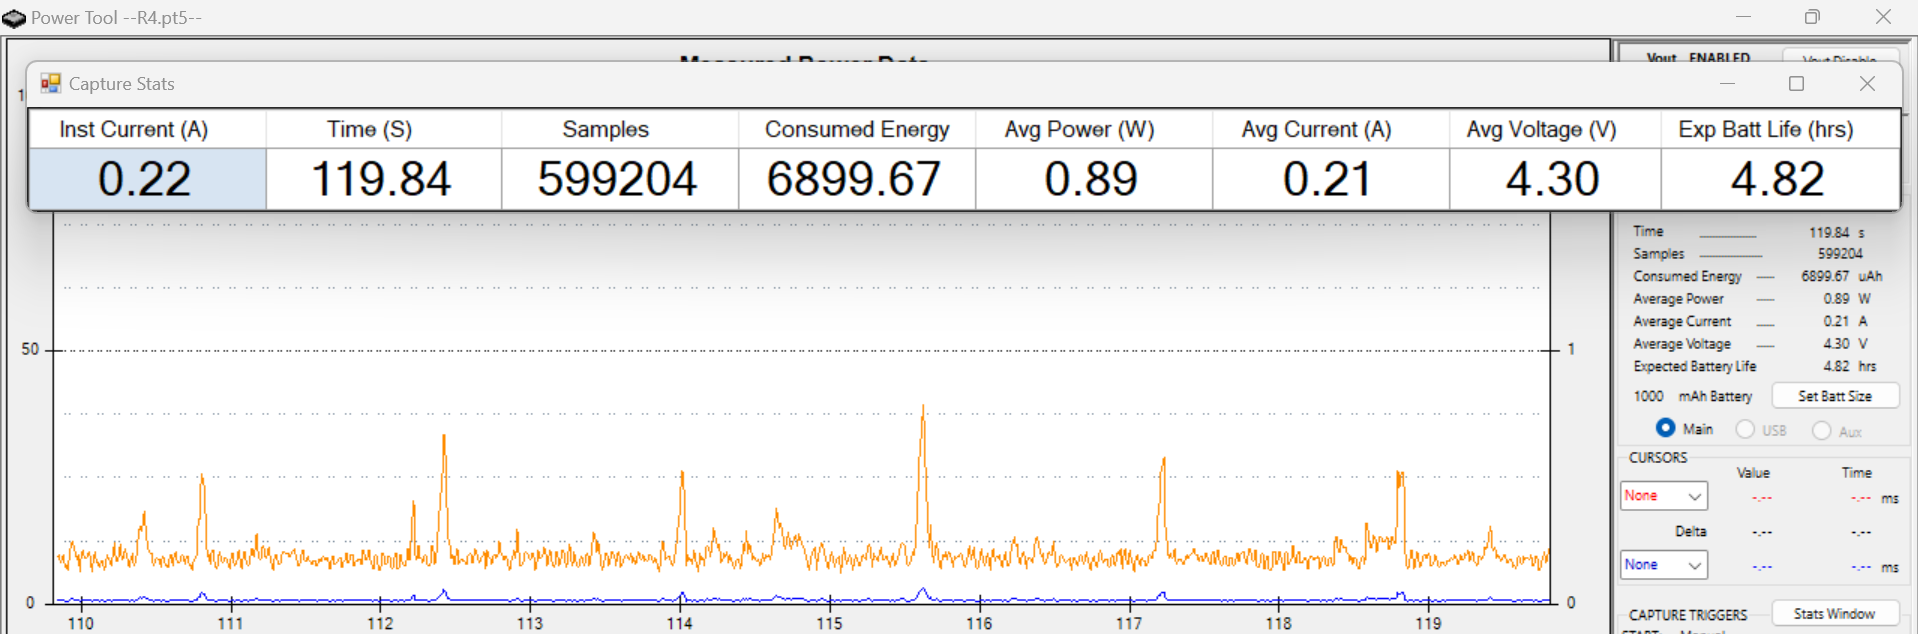 Power Tool --R4.pt5--
Measured Power Data
Vout ENABLED
Vout Disable
Capture Stats
Inst Current (A) Time (S) Samples Consumed Energy Avg Power (W) Avg Current (A) Avg Voltage (V) Exp Batt Life (hrs)
0.22 119.84 599204 6899.67 0.89 0.21 4.30 4.82
Time 119.84 s
Samples 599204
Consumed Energy 6899.67 uAh
Average Power 0.89 W
Average Current 0.21 A
Average Voltage 4.30 V
Expected Battery Life 4.82 hrs
1000 mAh Battery Set Batt Size
Main USB Aux
CURSORS
Value Time
None -.-- -.-- ms
Delta -.-- -.--
None -.-- -.-- ms
CAPTURE TRIGGERS Stats Window
50 1
0 0
110 111 112 113 114 115 116 117 118 119